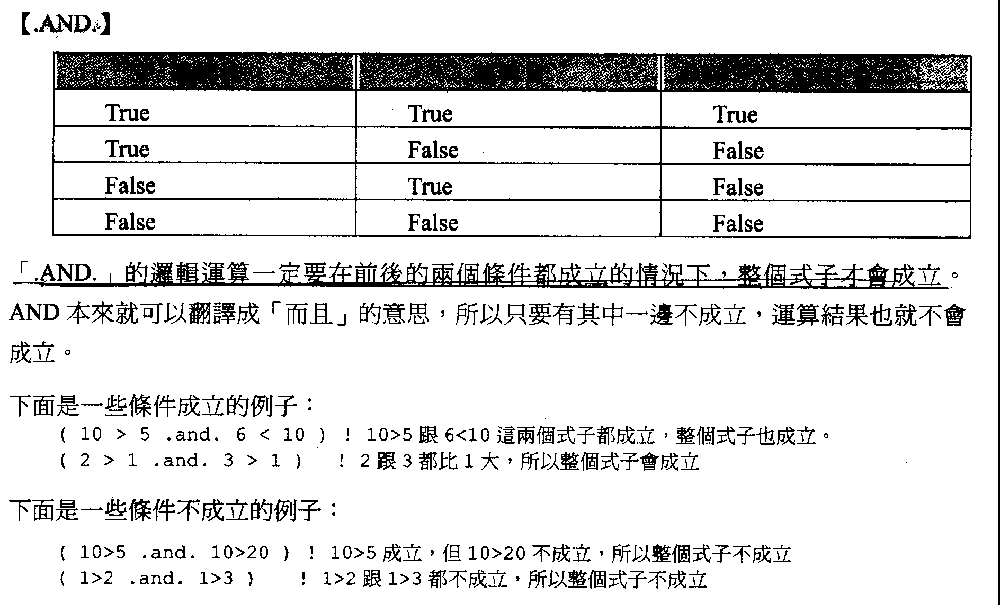 【.AND.】
True True True
True False False
False True False
False False False
「.AND.」的邏輯運算一定要在前後的兩個條件都成立的情況下，整個式子才會成立。
AND 本來就可以翻譯成「而且」的意思，所以只要有其中一邊不成立，運算結果也就不會
成立。
下面是一些條件成立的例子：
( 10 > 5 .and. 6 < 10 ) ! 10>5 跟 6<10 這兩個式子都成立，整個式子也成立。
( 2 > 1 .and. 3 > 1 ) ! 2 跟 3 都比 1 大，所以整個式子會成立
下面是一些條件不成立的例子：
( 10>5 .and. 10>20 ) ! 10>5 成立，但 10>20 不成立，所以整個式子不成立
( 1>2 .and. 1>3 ) ! 1>2 跟 1>3 都不成立，所以整個式子不成立